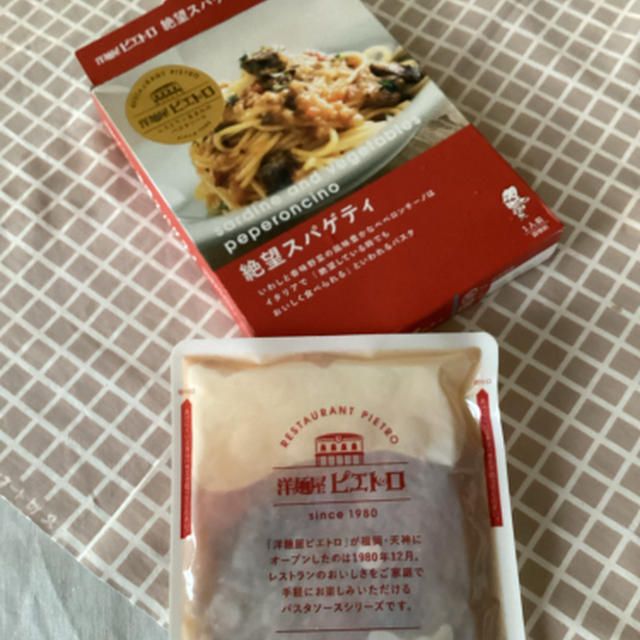 洋麺屋ピエトロ 絶望スパゲ
RESTAURANT PIETRO
洋麺屋ピエトロ
sardine and vegetables
peperoncino
絶望スパゲティ
いわしと香味野菜の風味豊かなペペロンチーノは
イタリアで「絶望している時でも
おいしく食べられる」といわれるパスタ
1人前
RESTAURANT PIETRO
洋麺屋ピエトロ
since 1980
「洋麺屋ピエトロ」が福岡・天神に
オープンしたのは1980年12月。
レストランのおいしさをご家庭で
手軽にお楽しみいただける
パスタソースシリーズです。